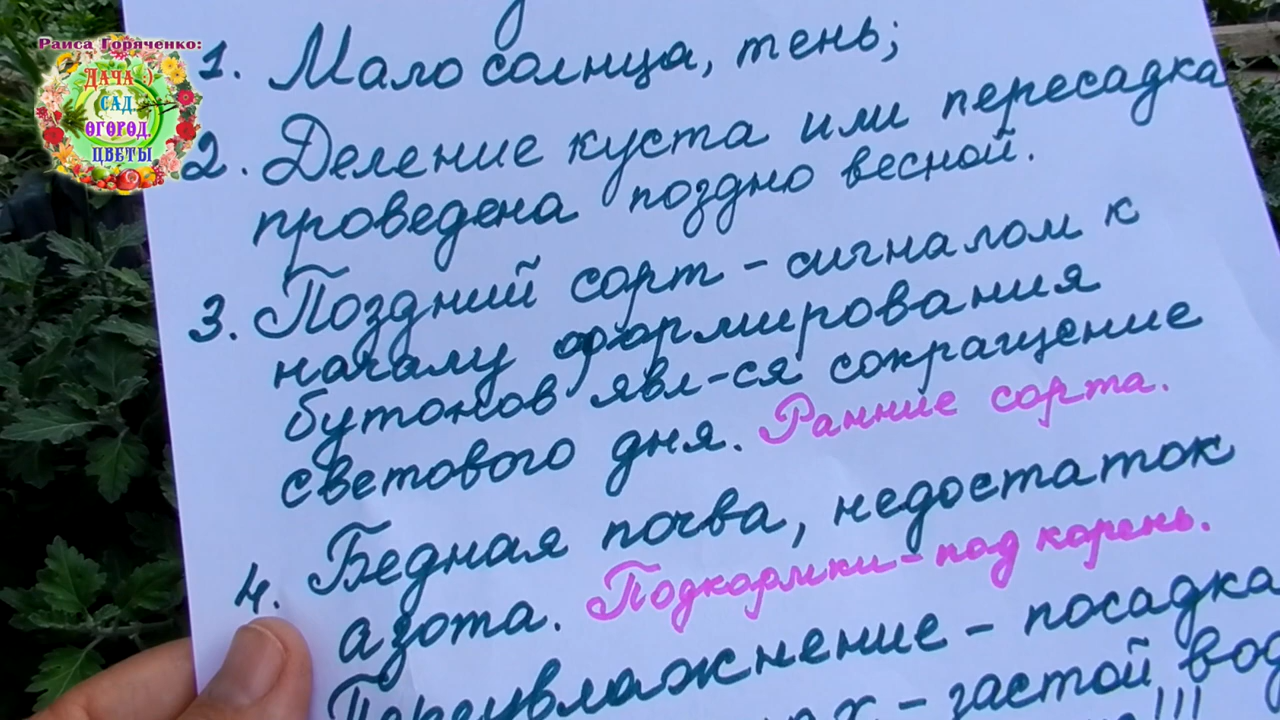 Раиса Горяченко:
ДАЧА :)
САД.
ОГОРОД.
ЦВЕТЫ
1. Мало солнца, тень;
2. Деление куста или пересадка
проведена поздно весной.
3. Поздний сорт - сигналом к
началу формирования
бутонов явл-ся сокращение
светового дня. Ранние сорта.
4. Бедная почва, недостаток
азота. Подкормки - под корень.
Переувлажнение - посадка
- застой
!!!